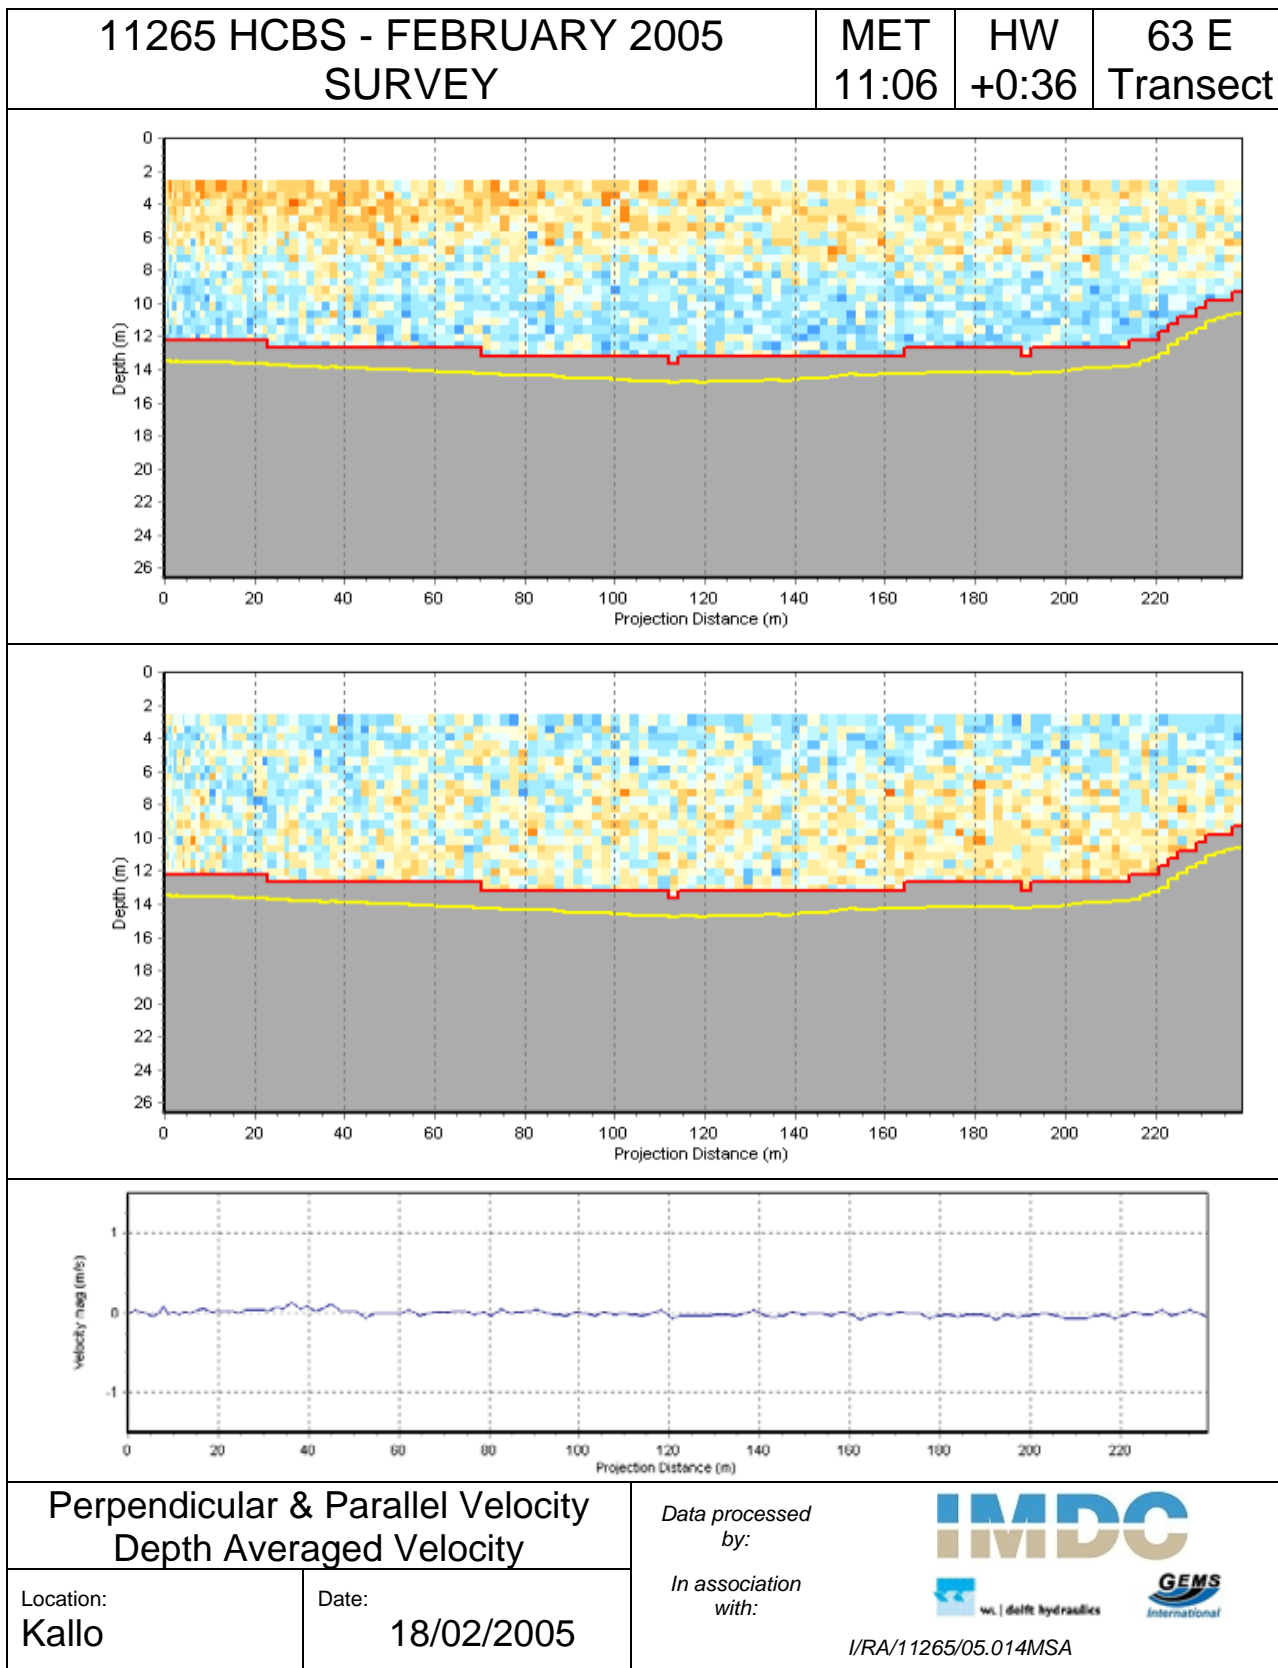 11265 HCBS - FEBRUARY 2005
SURVEY
MET
11:06
HW
+0:36
63 E
Transect
0
2
4
6
8
10
12
14
16
18
20
22
24
26
Depth (m)
0 20 40 60 80 100 120 140 160 180 200 220
Projection Distance (m)
0
2
4
6
8
10
12
14
16
18
20
22
24
26
Depth (m)
0 20 40 60 80 100 120 140 160 180 200 220
Projection Distance (m)
1
0
-1
Velocity mag (m/s)
0 20 40 60 80 100 120 140 160 180 200 220
Projection Distance (m)
Perpendicular & Parallel Velocity
Depth Averaged Velocity
Location:
Kallo
Date:
18/02/2005
Data processed
by:
IMDC
In association
with:
wl | delft hydraulics
GEMS
International
I/RA/11265/05.014MSA